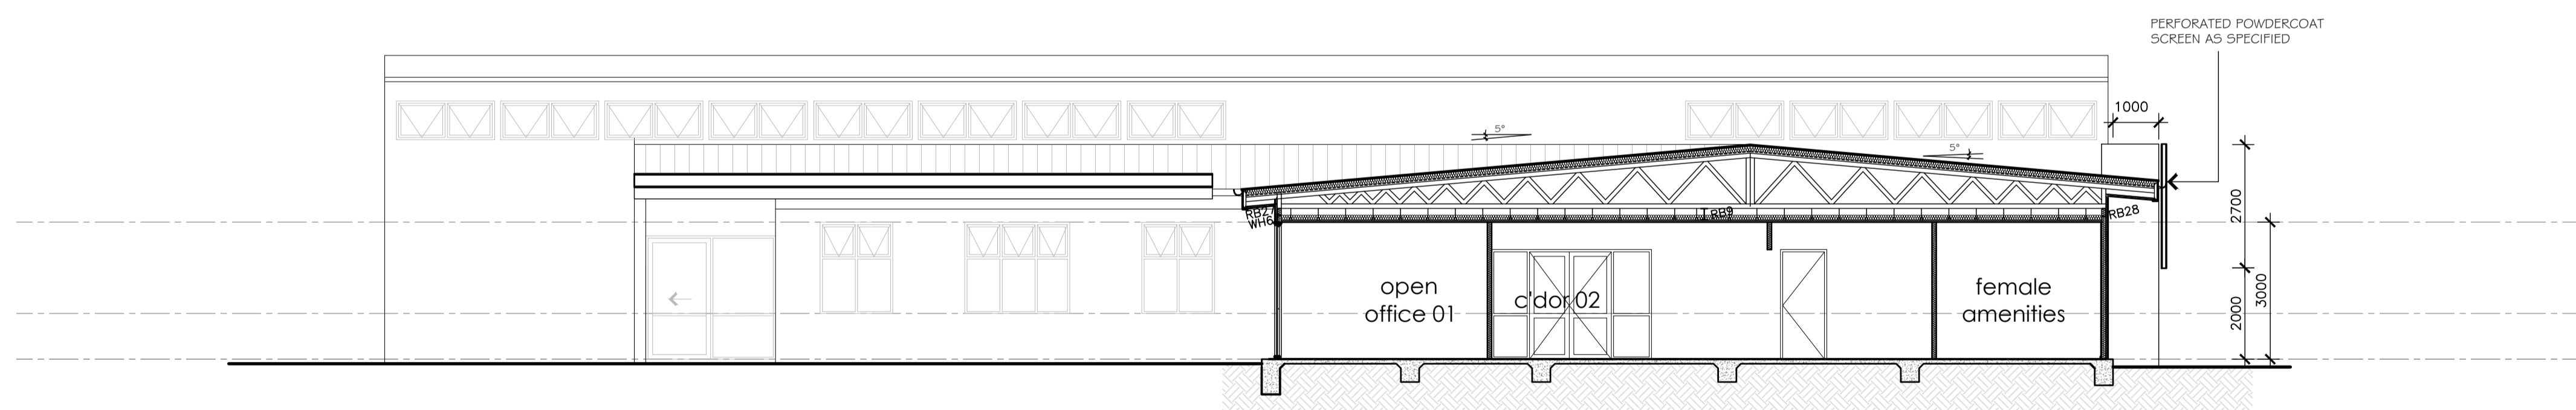 PERFORATED POWDERCOAT
SCREEN AS SPECIFIED
1000
5°
5°
RB27
WH6
RB9
RB28
2700
open
office 01
c'dor 02
female
amenities
2000
3000